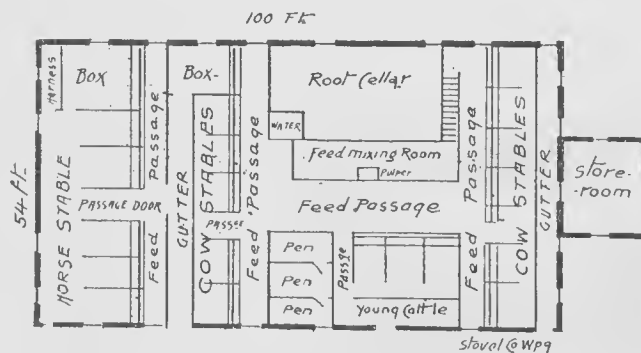 100 Ft
54 ft
Harness
Box
Box-
Root Cellar
WATER
Feed mixing Room
Pulper
Feed Passage
HORSE STABLE
PASSAGE DOOR
Feed Passage
GUTTER
COW STABLES
PASSGE
Feed Passage
Pen
Pen
Pen
Passge
Young Cattle
Feed Passage
COW STABLES
GUTTER
Store-
-room
Stovel Co Wpg